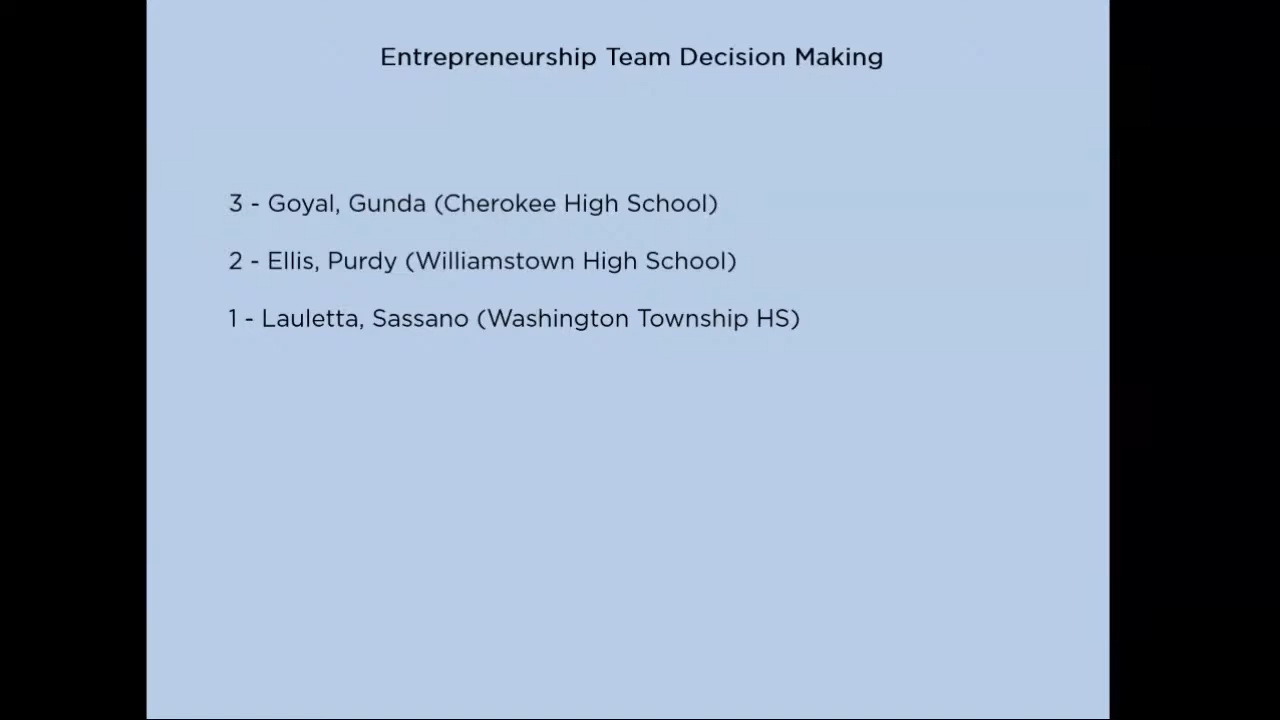 Entrepreneurship Team Decision Making
3 - Goyal, Gunda (Cherokee High School)
2 - Ellis, Purdy (Williamstown High School)
1 - Lauletta, Sassano (Washington Township HS)